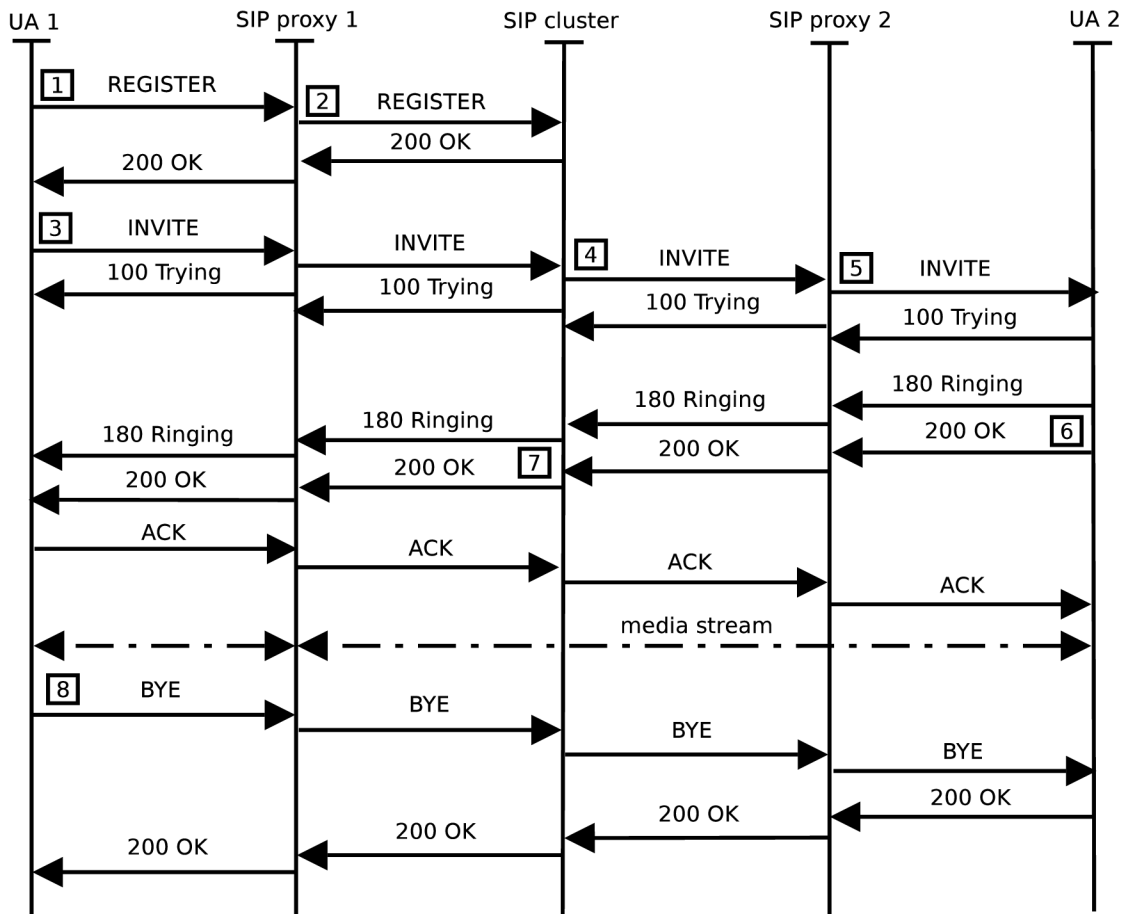 UA 1
SIP proxy 1
SIP cluster
SIP proxy 2
UA 2
1
REGISTER
2
REGISTER
200 OK
200 OK
3
INVITE
INVITE
4
INVITE
5
INVITE
100 Trying
100 Trying
100 Trying
100 Trying
180 Ringing
180 Ringing
180 Ringing
180 Ringing
200 OK
6
200 OK
7
200 OK
200 OK
ACK
ACK
ACK
ACK
media stream
8
BYE
BYE
BYE
BYE
200 OK
200 OK
200 OK
200 OK